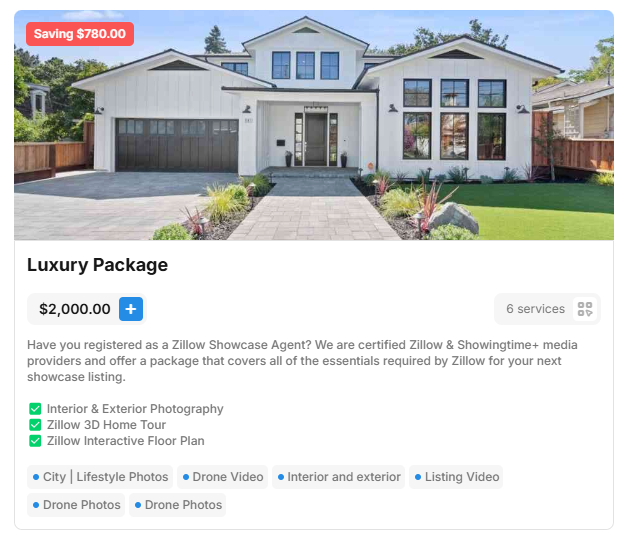 Saving $780.00
Luxury Package
$2,000.00 +
6 services
Have you registered as a Zillow Showcase Agent? We are certified Zillow & Showingtime+ media
providers and offer a package that covers all of the essentials required by Zillow for your next
showcase listing.
Interior & Exterior Photography
Zillow 3D Home Tour
Zillow Interactive Floor Plan
City | Lifestyle Photos
Drone Video
Interior and exterior
Listing Video
Drone Photos
Drone Photos